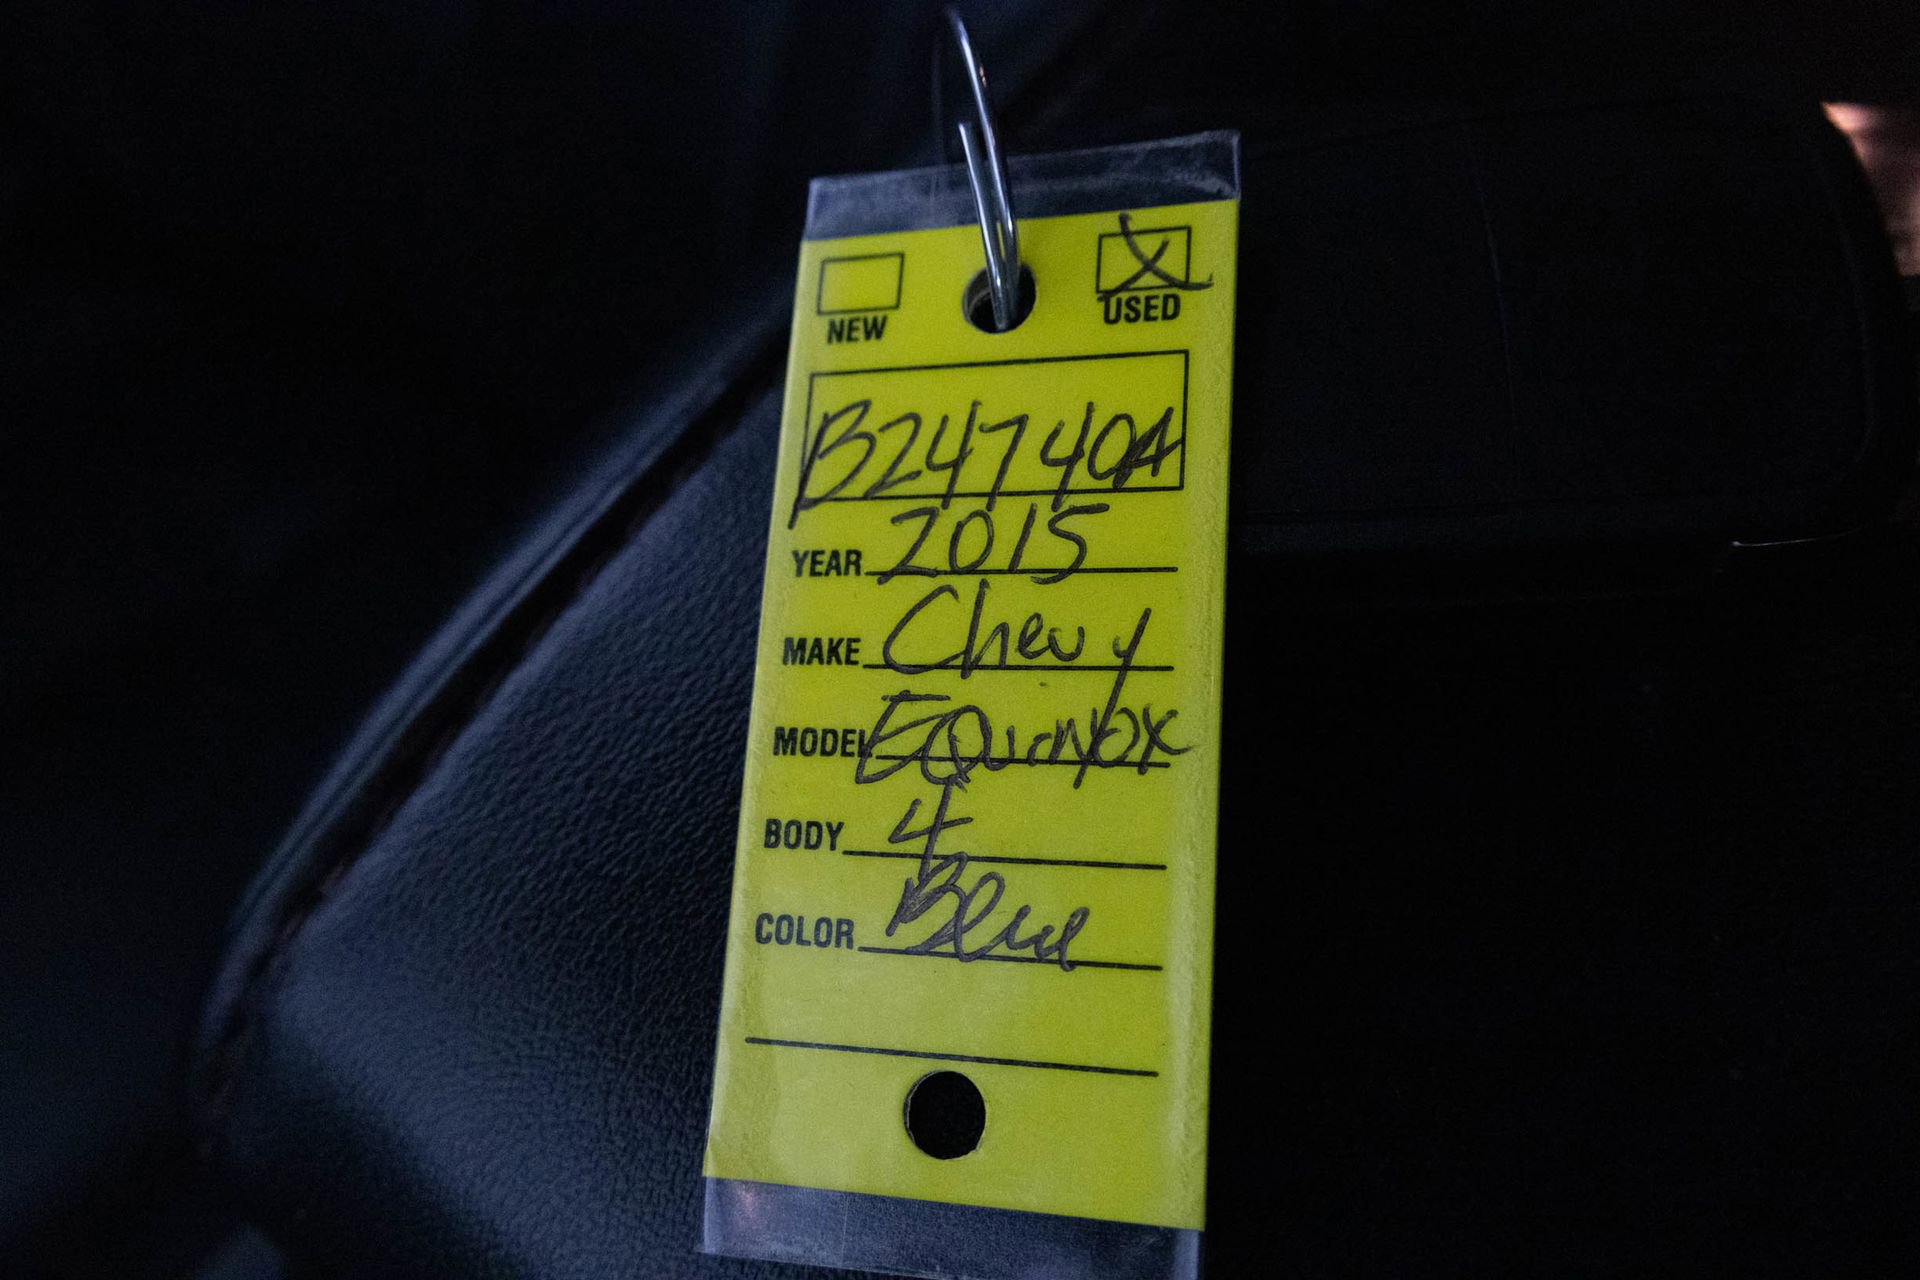 NEW USED
B24740A
YEAR 2015
MAKE Chevy
MODEL EQuiNox
BODY 4
COLOR Blue